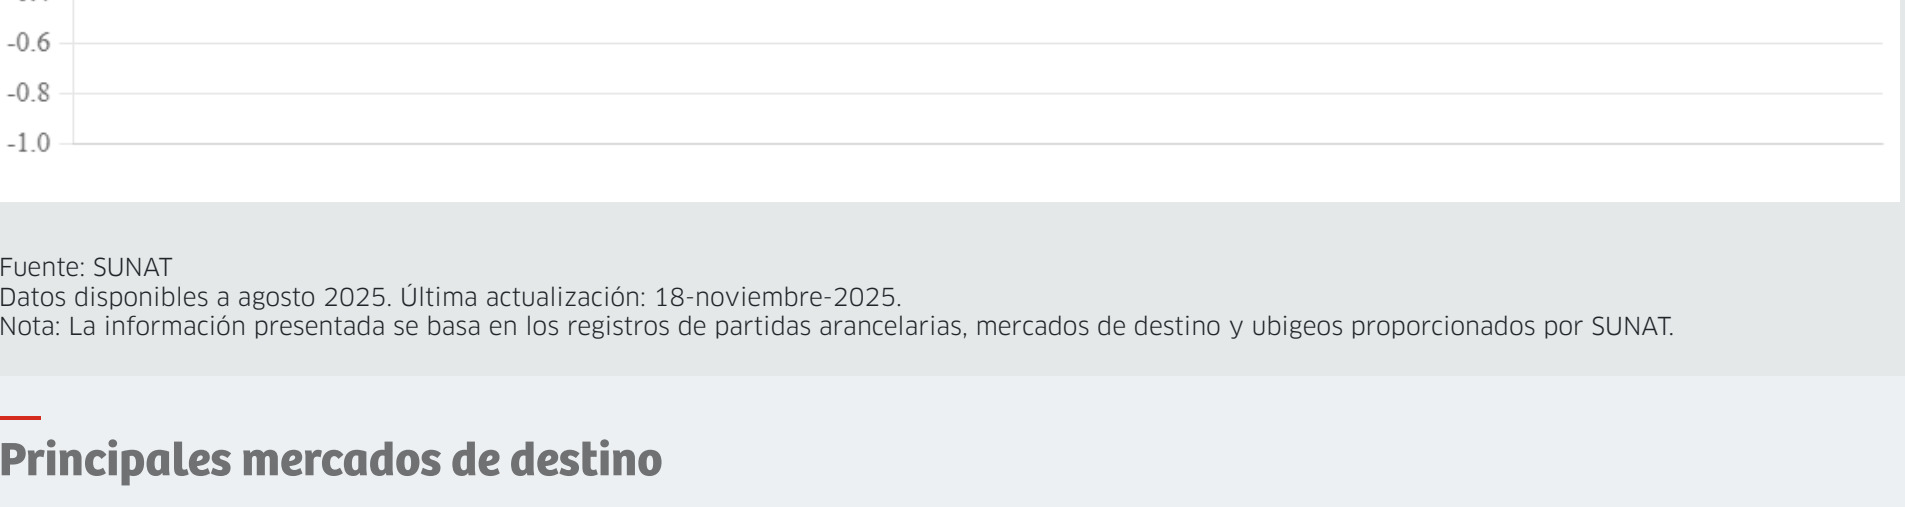 -0.6
-0.8
-1.0
Fuente: SUNAT
Datos disponibles a agosto 2025. Última actualización: 18-noviembre-2025.
Nota: La información presentada se basa en los registros de partidas arancelarias, mercados de destino y ubigeos proporcionados por SUNAT.
Principales mercados de destino